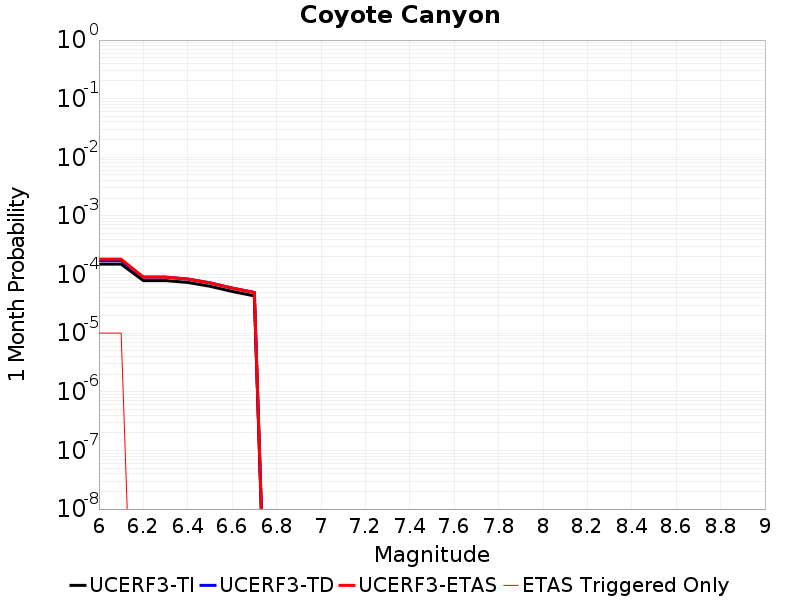 Coyote Canyon
1 Month Probability
10^0
10^-1
10^-2
10^-3
10^-4
10^-5
10^-6
10^-7
10^-8
6 6.2 6.4 6.6 6.8 7 7.2 7.4 7.6 7.8 8 8.2 8.4 8.6 8.8 9
Magnitude
UCERF3-TI UCERF3-TD UCERF3-ETAS ETAS Triggered Only